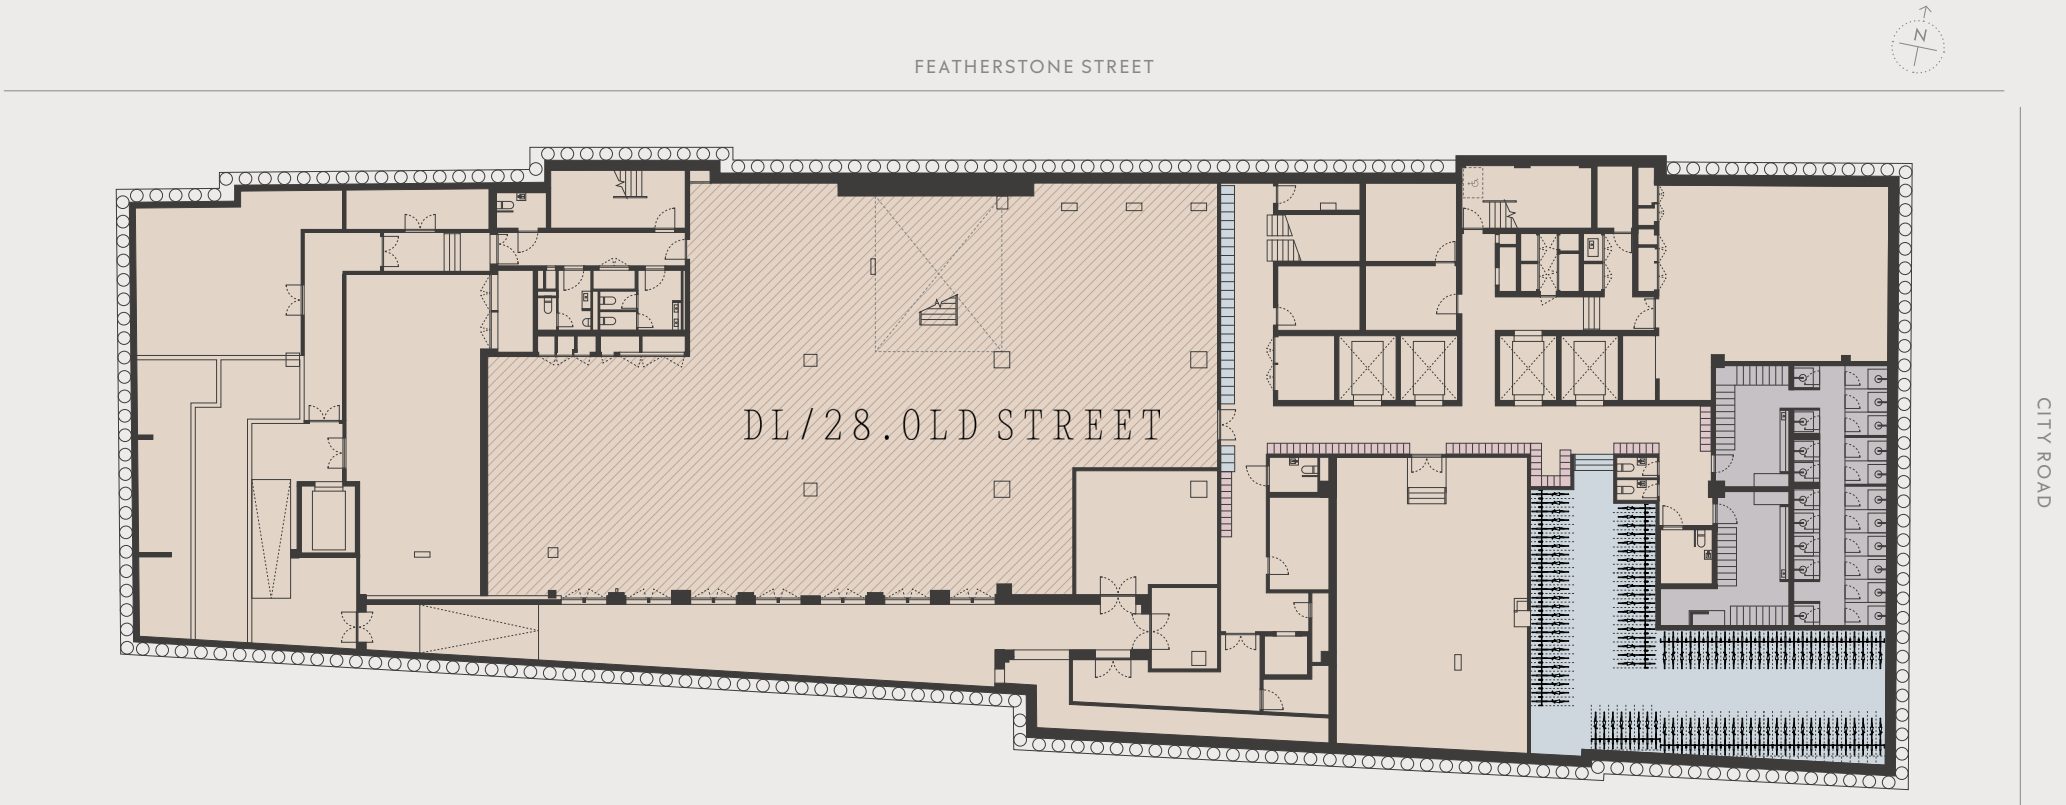 N
FEATHERSTONE STREET
CITY ROAD
DL/28.OLD STREET